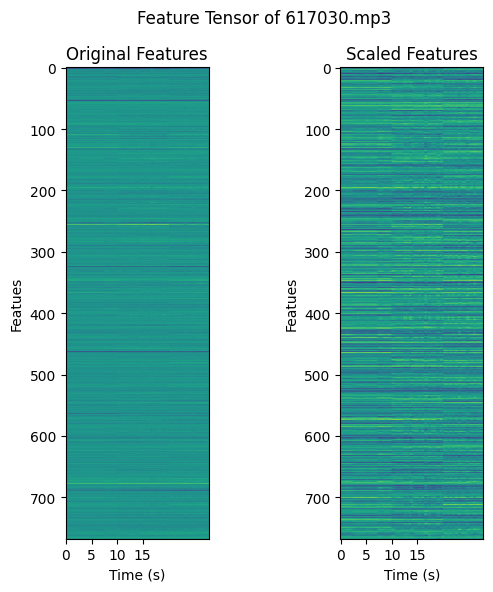 Feature Tensor of 617030.mp3
Original Features
Scaled Features
0
100
200
300
400
500
600
700
Featues
0 5 10 15
Time (s)
0
100
200
300
400
500
600
700
Featues
0 5 10 15
Time (s)